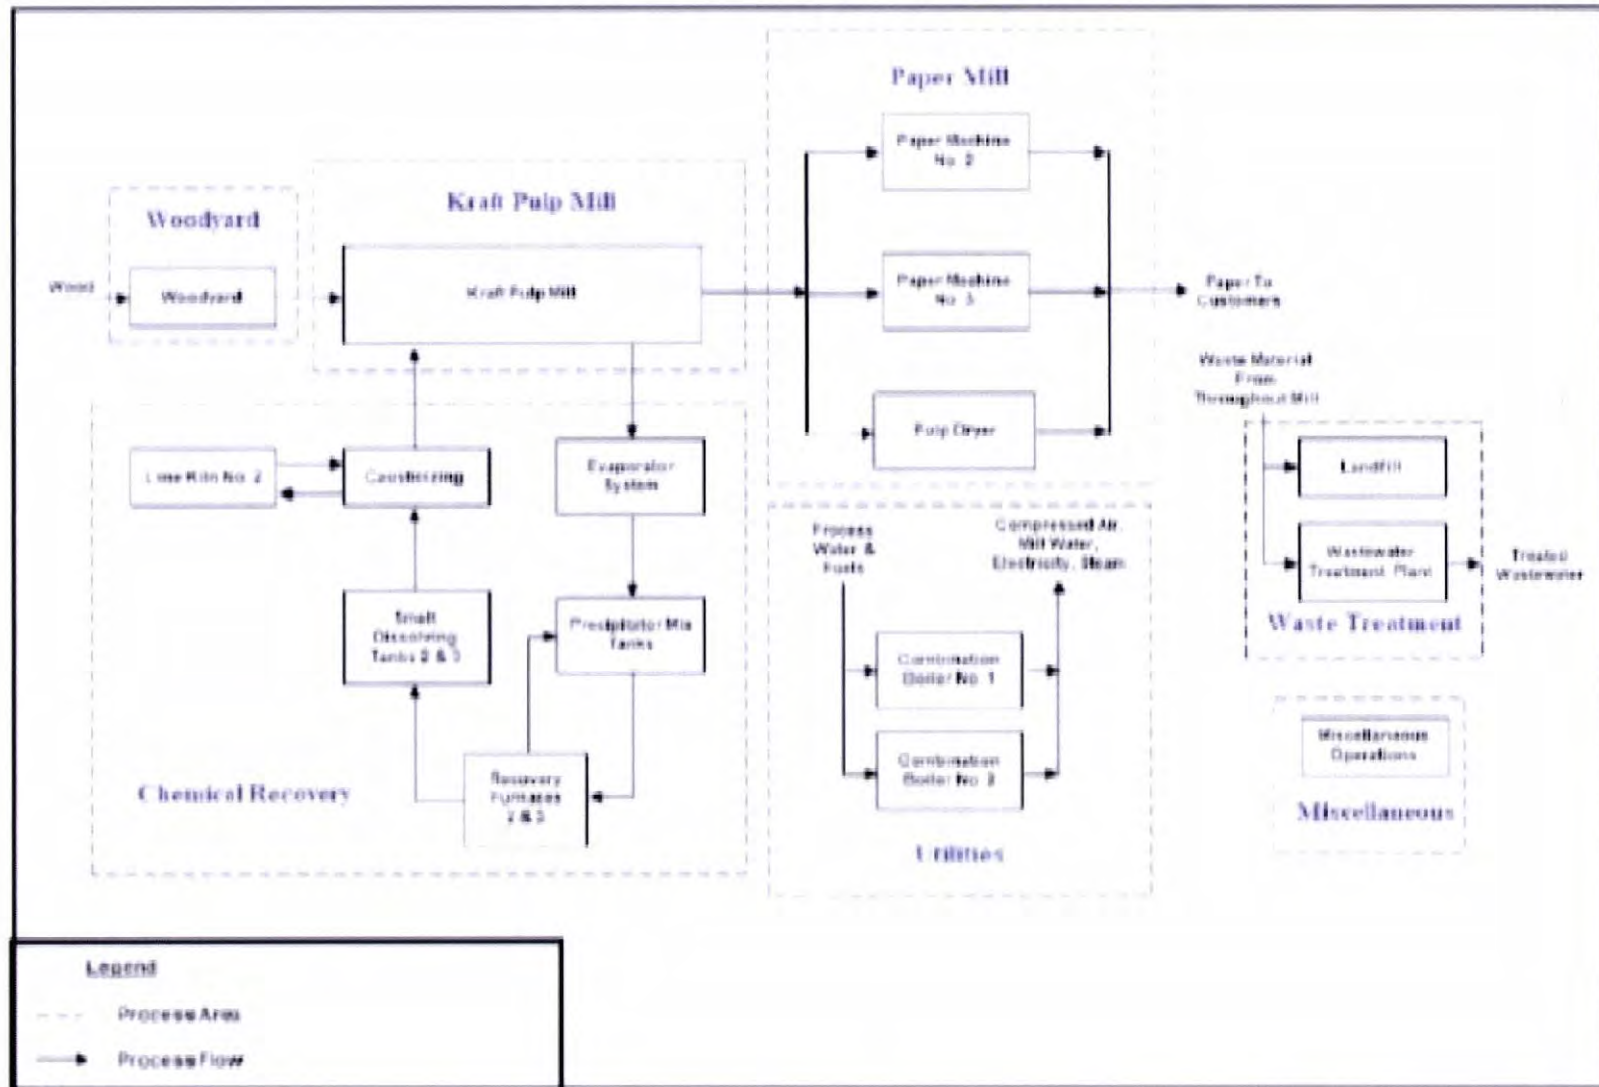 Paper Mill
Paper Machine
No. 2
Kraft Pulp Mill
Woodyard
Wood
Woodyard
Kraft Pulp Mill
Paper Machine
No. 3
Paper To
Customers
Waste Material
From
Throughout Mill
Pulp Dryer
Lime Kiln No. 2
Causticizing
Evaporator
System
Landfill
Process
Water &
Fuels
Compressed Air,
Mill Water,
Electricity, Steam
Wastewater
Treatment Plant
Treated
Wastewater
Waste Treatment
Smelt
Dissolving
Tanks 2 & 3
Precipitator Mix
Tanks
Combination
Boiler No. 1
Combination
Boiler No. 2
Utilities
Chemical Recovery
Recovery
Furnaces
2 & 3
Miscellaneous
Operations
Miscellaneous
Legend
Process Area
Process Flow